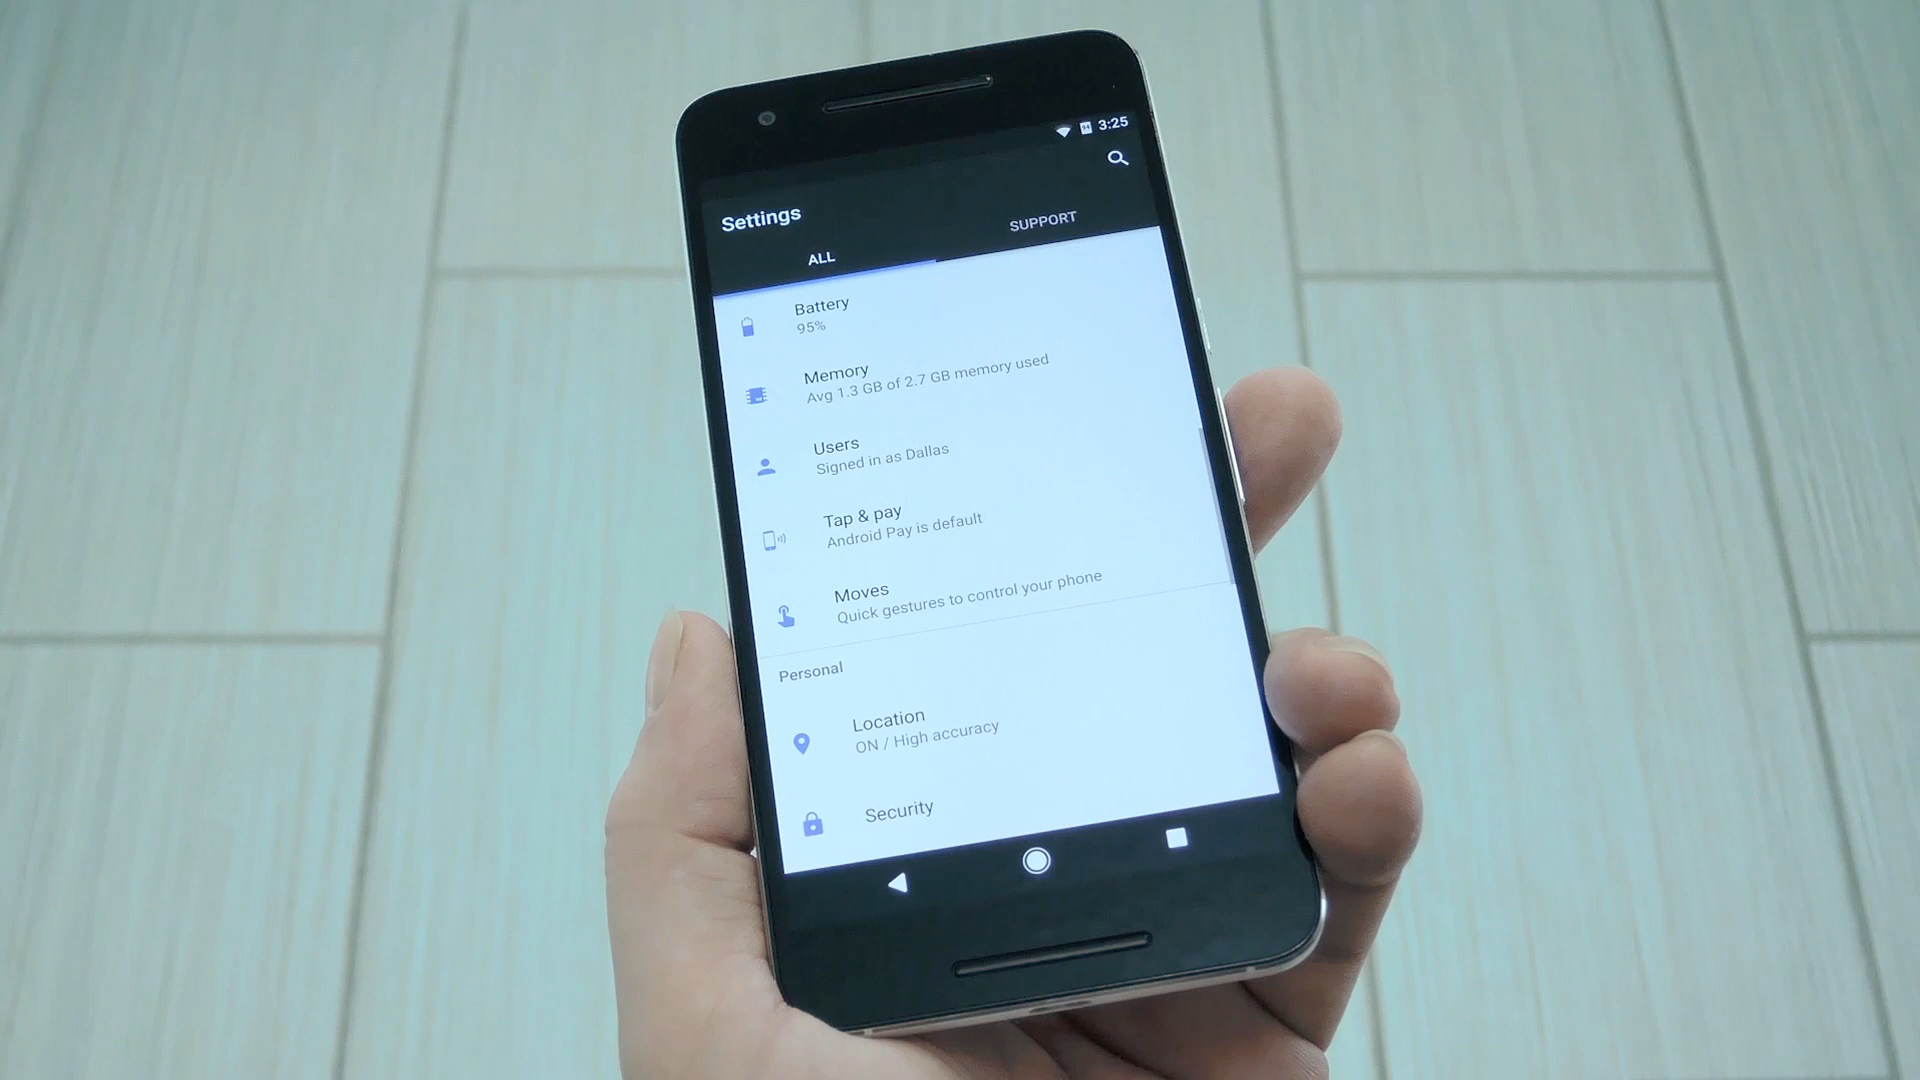 3:25
Settings
ALL
SUPPORT
Battery
95%
Memory
Avg 1.3 GB of 2.7 GB memory used
Users
Signed in as Dallas
Tap & pay
Android Pay is default
Moves
Quick gestures to control your phone
Personal
Location
ON / High accuracy
Security